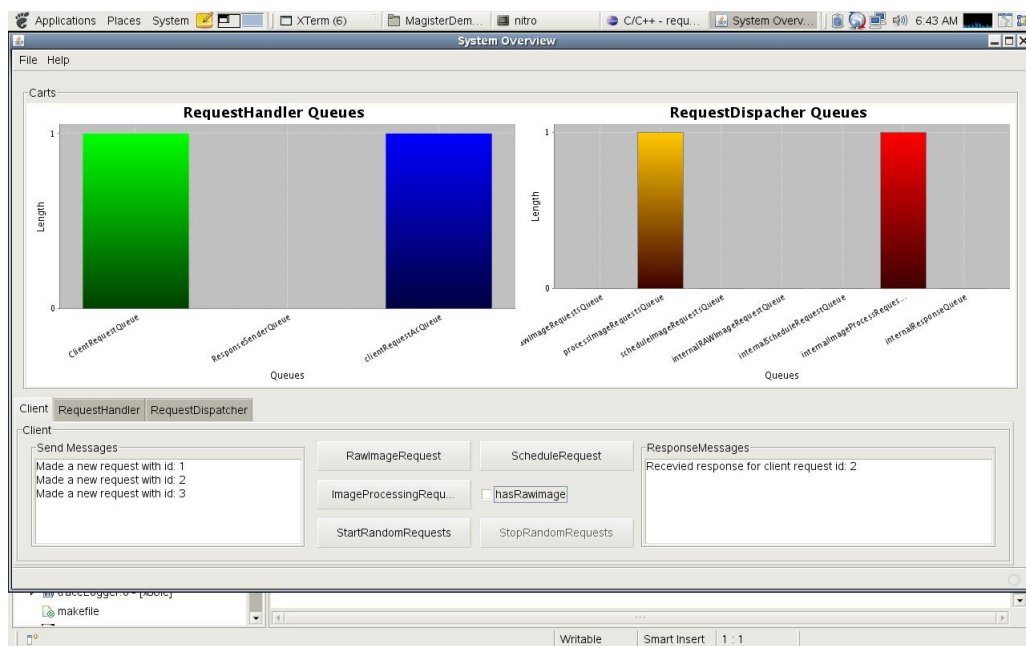 Applications Places System XTerm (6) MagisterDem... nitro C/C++ - requ... System Overv... 6:43 AM
System Overview
File Help
Carts
RequestHandler Queues
1
0
Length
ClientRequestQueue
ResponseSenderQueue
clientRequestAcQueue
Queues
RequestDispacher Queues
1
0
Length
processImageRequestsQueue
scheduleImageRequestsQueue
internalRAWImageRequestQueue
internalScheduleRequestQueue
internalImageProcessReques...
internalResponseQueue
Queues
Client RequestHandler RequestDispatcher
Client
Send Messages
Made a new request with id: 1
Made a new request with id: 2
Made a new request with id: 3
RawImageRequest
ScheduleRequest
ImageProcessingRequ...
hasRawimage
StartRandomRequests
StopRandomRequests
ResponseMessages
Recevied response for client request id: 2
makefile
Writable Smart Insert 1 : 1